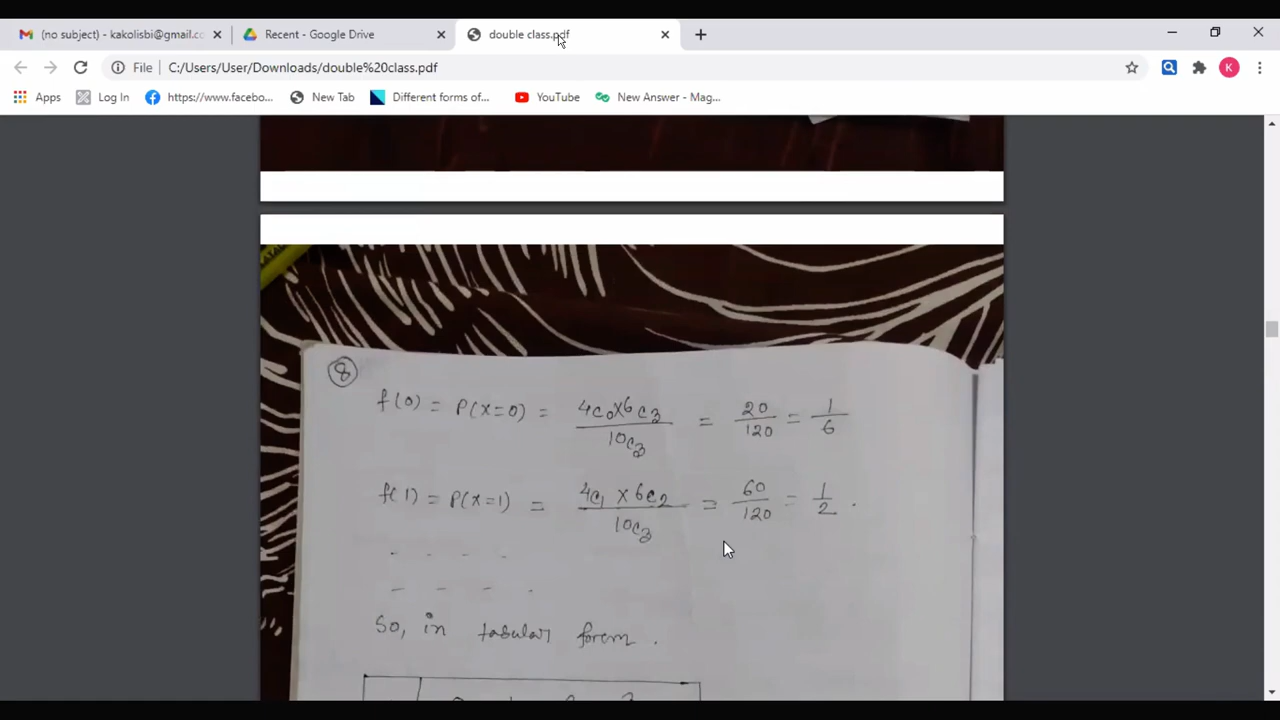 (no subject) - kakolisbi@gmail.cc
Recent - Google Drive
double class.pdf
File
C:/Users/User/Downloads/double%20class.pdf
K
Apps
Log In
https://www.facebo...
New Tab
Different forms of...
YouTube
New Answer - Mag...
8
f(0) = P(x=0) = 4c₀x6c₃ / 10c₃ = 20/120 = 1/6
f(1) = P(x=1) = 4c₁ x 6c₂ / 10c₃ = 60/120 = 1/2 .
- - - -
- - - .
So, in tabular form .